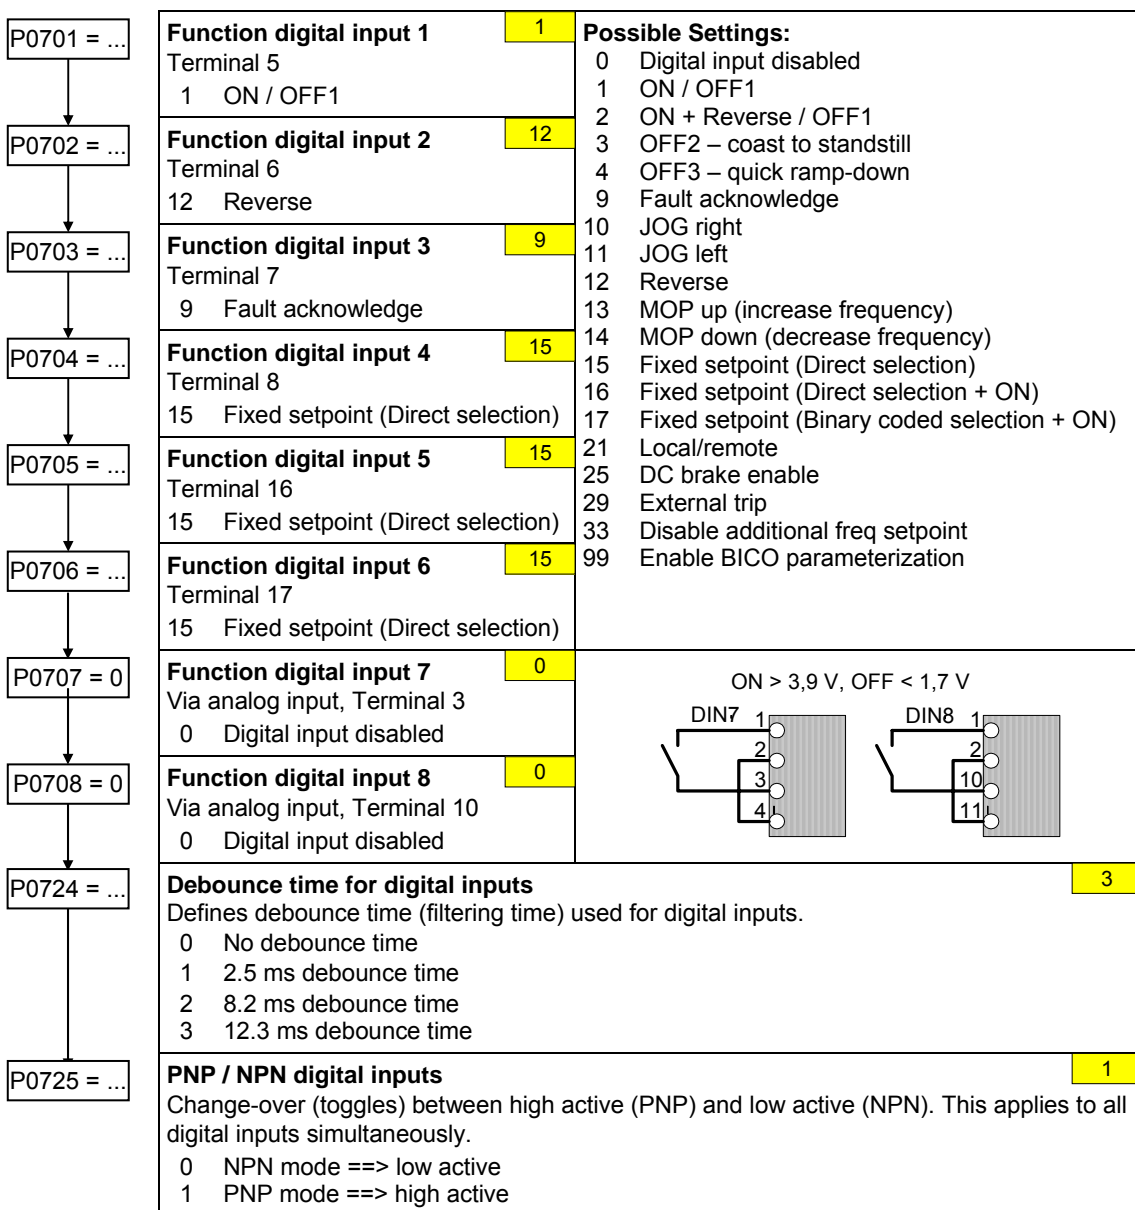 P0701 = ...
Function digital input 1
1
Terminal 5
1 ON / OFF1
P0702 = ...
Function digital input 2
12
Terminal 6
12 Reverse
P0703 = ...
Function digital input 3
9
Terminal 7
9 Fault acknowledge
P0704 = ...
Function digital input 4
15
Terminal 8
15 Fixed setpoint (Direct selection)
P0705 = ...
Function digital input 5
15
Terminal 16
15 Fixed setpoint (Direct selection)
P0706 = ...
Function digital input 6
15
Terminal 17
15 Fixed setpoint (Direct selection)
Possible Settings:
0 Digital input disabled
1 ON / OFF1
2 ON + Reverse / OFF1
3 OFF2 – coast to standstill
4 OFF3 – quick ramp-down
9 Fault acknowledge
10 JOG right
11 JOG left
12 Reverse
13 MOP up (increase frequency)
14 MOP down (decrease frequency)
15 Fixed setpoint (Direct selection)
16 Fixed setpoint (Direct selection + ON)
17 Fixed setpoint (Binary coded selection + ON)
21 Local/remote
25 DC brake enable
29 External trip
33 Disable additional freq setpoint
99 Enable BICO parameterization
P0707 = 0
Function digital input 7
0
Via analog input, Terminal 3
0 Digital input disabled
P0708 = 0
Function digital input 8
0
Via analog input, Terminal 10
0 Digital input disabled
ON > 3,9 V, OFF < 1,7 V
DIN7 1
2
3
4
DIN8 1
2
10
11
P0724 = ...
Debounce time for digital inputs
3
Defines debounce time (filtering time) used for digital inputs.
0 No debounce time
1 2.5 ms debounce time
2 8.2 ms debounce time
3 12.3 ms debounce time
P0725 = ...
PNP / NPN digital inputs
1
Change-over (toggles) between high active (PNP) and low active (NPN). This applies to all
digital inputs simultaneously.
0 NPN mode ==> low active
1 PNP mode ==> high active